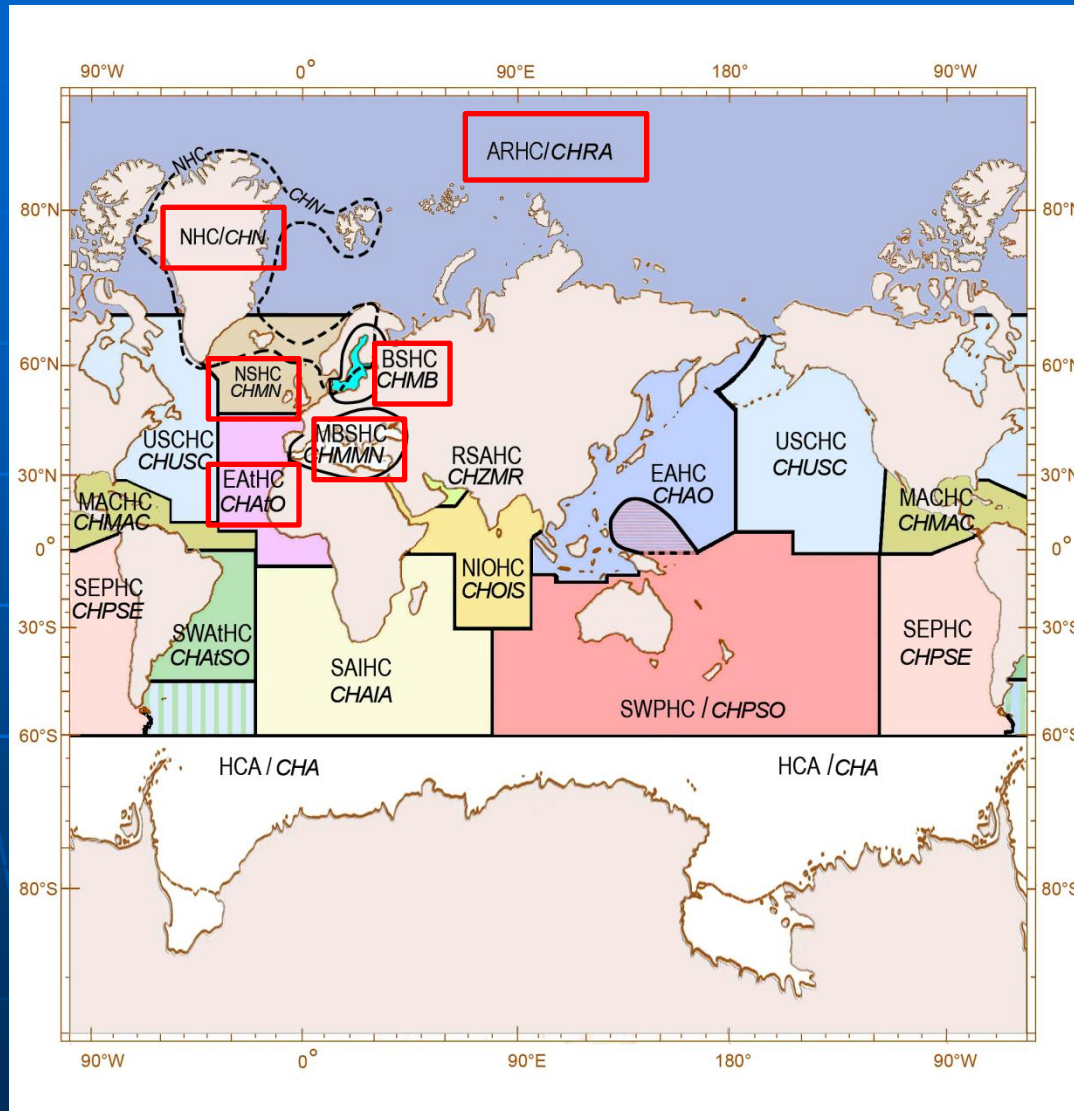 90°W 0° 90°E 180° 90°W
ARHC/CHRA
NHC
CHN
80°N 80°N
NHC/CHN
60°N 60°N
BSHC
CHMB
NSHC
CHMN
MBSHC
CHMMN
USCHC
CHUSC
RSAHC
CHZMR
USCHC
CHUSC
30°N 30°N
EAtHC
CHAtO
EAHC
CHAO
MACHC
CHMAC
MACHC
CHMAC
0° 0°
NIOHC
CHOIS
SEPHC
CHPSE
30°S 30°S
SWAtHC
CHAtSO
SEPHC
CHPSE
SAIHC
CHAIA
SWPHC / CHPSO
60°S 60°S
HCA / CHA HCA / CHA
80°S 80°S
90°W 0° 90°E 180° 90°W